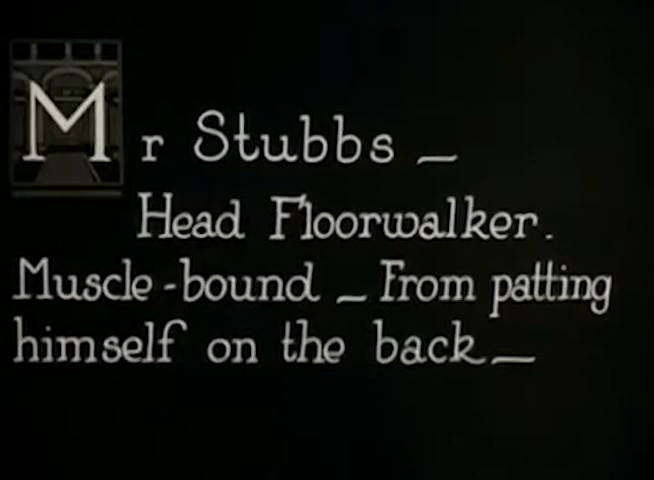 Mr Stubbs —
Head Floorwalker.
Muscle-bound — From patting
himself on the back —